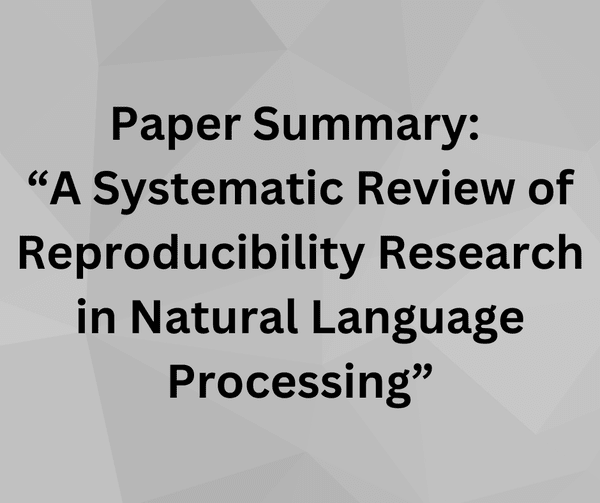 Paper Summary:
“A Systematic Review of
Reproducibility Research
in Natural Language
Processing”